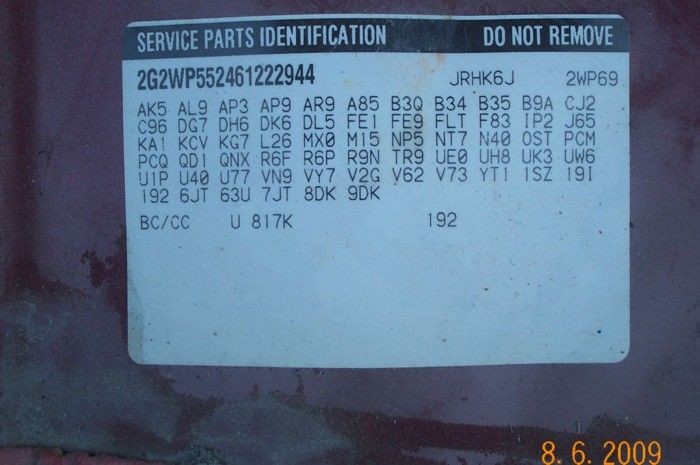 SERVICE PARTS IDENTIFICATION DO NOT REMOVE
2G2WP552461222944 JRHK6J 2WP69
AK5 AL9 AP3 AP9 AR9 A85 B3Q B34 B35 B9A CJ2
C96 DG7 DH6 DK6 DL5 FE1 FE9 FLT F83 IP2 J65
KA1 KCV KG7 L26 MX0 M15 NP5 NT7 N40 OST PCM
PCQ QD1 QNX R6F R6P R9N TR9 UE0 UH8 UK3 UW6
U1P U40 U77 VN9 VY7 V2G V62 V73 YT1 1SZ 19I
192 6JT 63U 7JT 8DK 9DK
BC/CC U 817K 192
8. 6. 2009